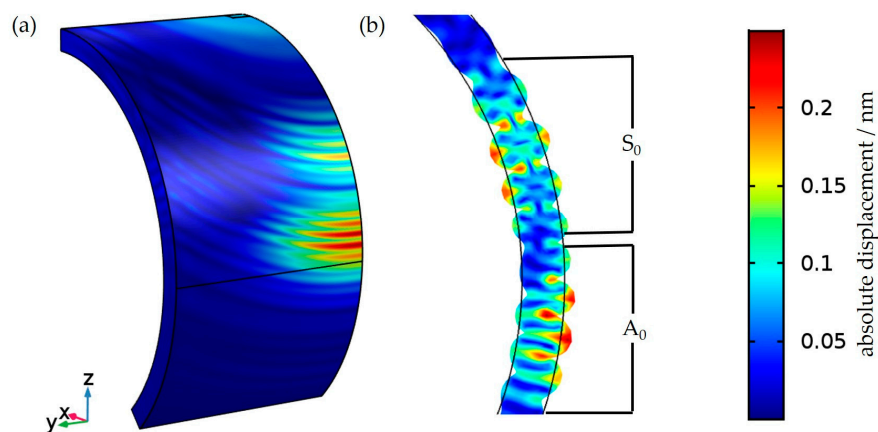 (a)
(b)
S₀
A₀
0.2
0.15
0.1
0.05
absolute displacement / nm
z
x
y